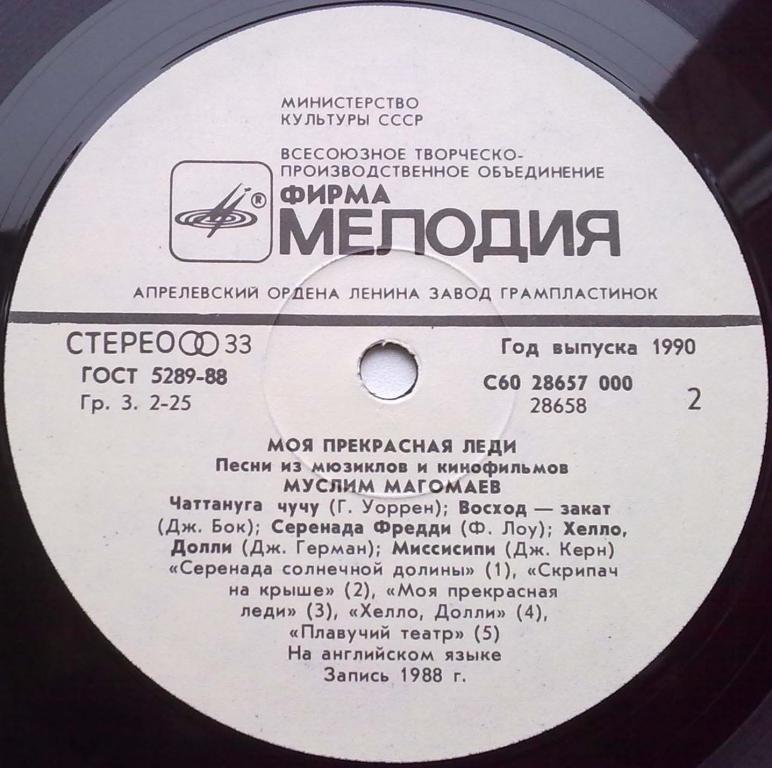 МИНИСТЕРСТВО
КУЛЬТУРЫ СССР
ВСЕСОЮЗНОЕ ТВОРЧЕСКО-
ПРОИЗВОДСТВЕННОЕ ОБЪЕДИНЕНИЕ
®
ФИРМА
МЕЛОДИЯ
АПРЕЛЕВСКИЙ ОРДЕНА ЛЕНИНА ЗАВОД ГРАМПЛАСТИНОК
СТЕРЕО 33
Год выпуска 1990
ГОСТ 5289-88
С60 28657 000
Гр. 3. 2-25
28658
2
МОЯ ПРЕКРАСНАЯ ЛЕДИ
Песни из мюзиклов и кинофильмов
МУСЛИМ МАГОМАЕВ
Чаттануга чучу (Г. Уоррен); Восход — закат
(Дж. Бок); Серенада Фредди (Ф. Лоу); Хелло,
Долли (Дж. Герман); Миссисипи (Дж. Керн)
«Серенада солнечной долины» (1), «Скрипач
на крыше» (2), «Моя прекрасная
леди» (3), «Хелло, Долли» (4),
«Плавучий театр» (5)
На английском языке
Запись 1988 г.